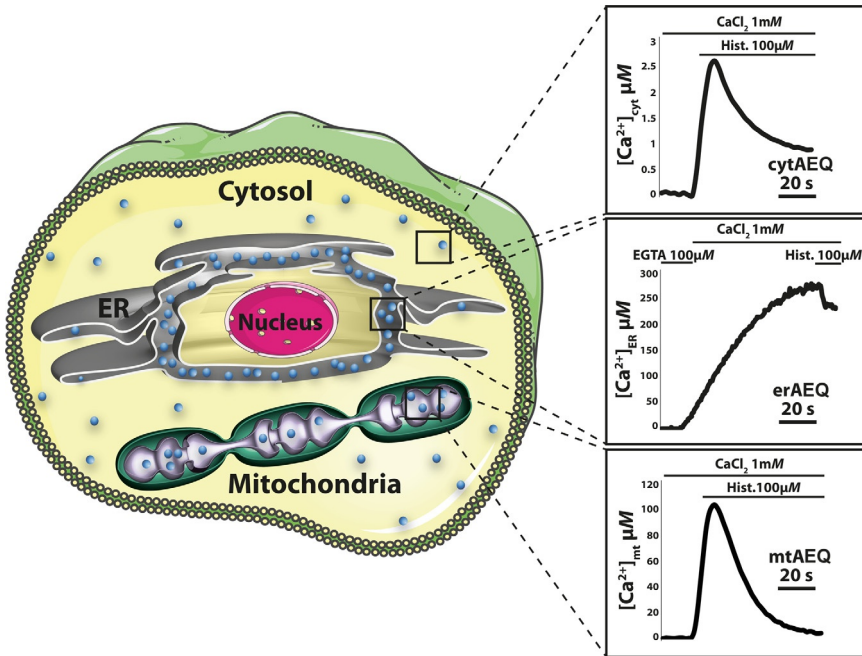 Cytosol
ER
Nucleus
Mitochondria
CaCl₂ 1mM
Hist. 100µM
[Ca²⁺]cyt µM
3
2.5
2
1.5
1
0.5
0
cytAEQ
20 s
CaCl₂ 1mM
EGTA 100µM
Hist. 100µM
[Ca²⁺]ER µM
300
250
200
150
100
50
0
erAEQ
20 s
CaCl₂ 1mM
Hist.100µM
[Ca²⁺]mt µM
120
100
80
60
40
20
0
mtAEQ
20 s